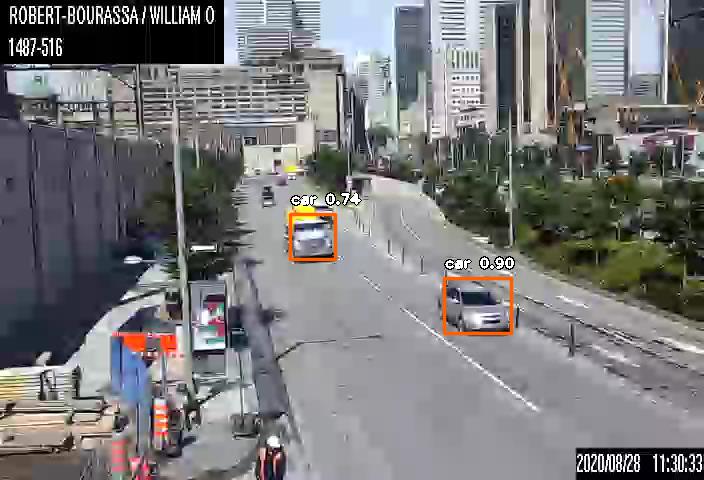 ROBERT-BOURASSA / WILLIAM O
1487-516
car 0.74
car 0.90
2020/08/28 11:30:33